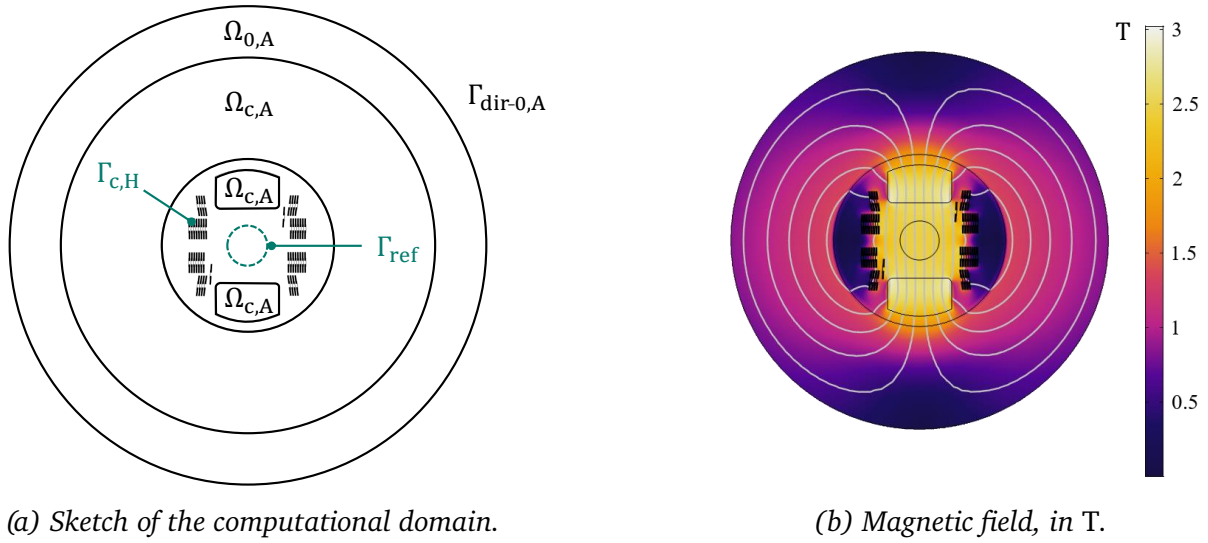 Ω0,A
Γdir-0,A
Ωc,A
Γc,H
Ωc,A
Γref
Ωc,A
(a) Sketch of the computational domain.
T
3
2.5
2
1.5
1
0.5
(b) Magnetic field, in T.